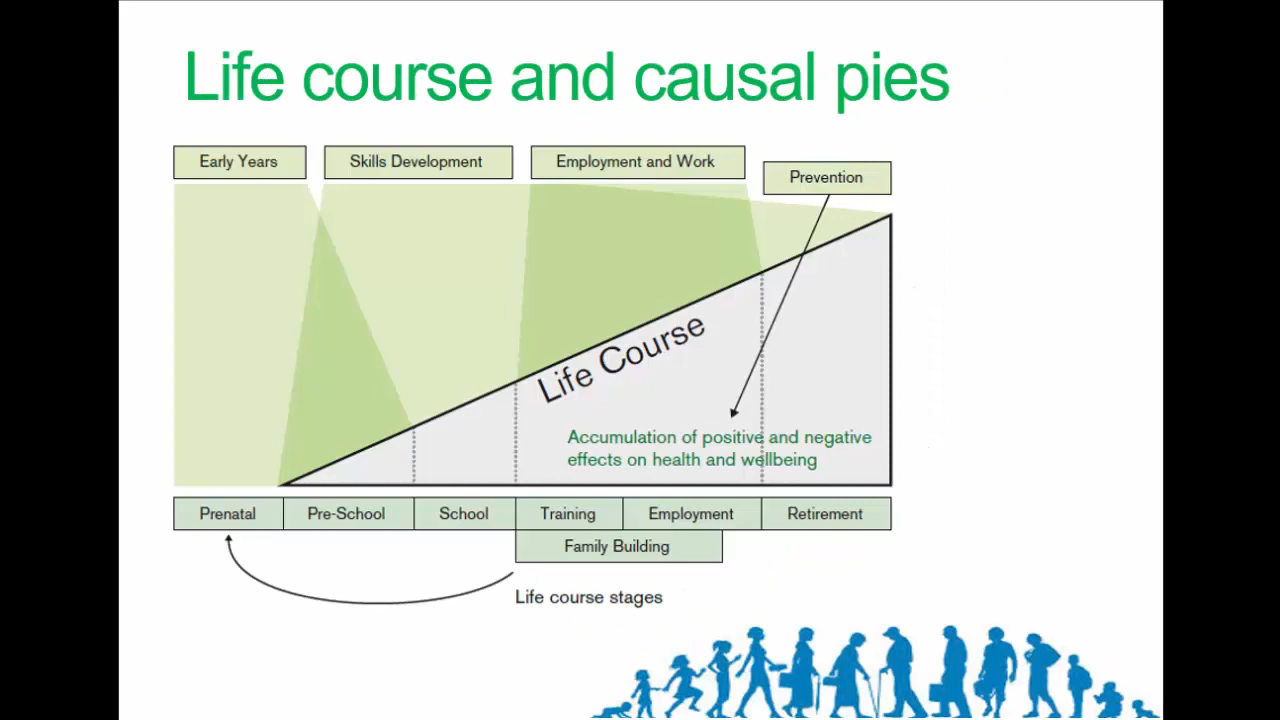 Life course and causal pies
Early Years
Skills Development
Employment and Work
Prevention
Life Course
Accumulation of positive and negative
effects on health and wellbeing
Prenatal
Pre-School
School
Training
Employment
Retirement
Family Building
Life course stages